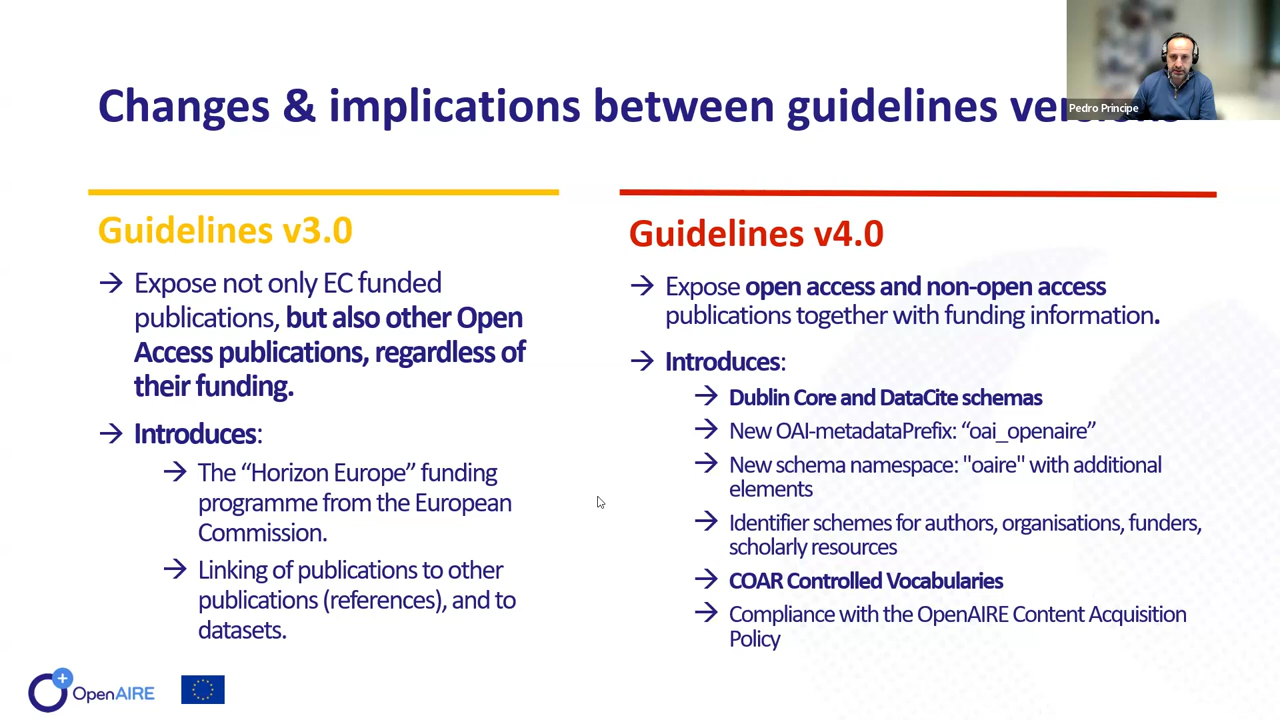 Changes & implications between guidelines versions
Pedro Príncipe
Guidelines v3.0
→ Expose not only EC funded
publications, but also other Open
Access publications, regardless of
their funding.
→ Introduces:
→ The “Horizon Europe” funding
programme from the European
Commission.
→ Linking of publications to other
publications (references), and to
datasets.
Guidelines v4.0
→ Expose open access and non-open access
publications together with funding information.
→ Introduces:
→ Dublin Core and DataCite schemas
→ New OAI-metadataPrefix: “oai_openaire”
→ New schema namespace: "oaire" with additional
elements
→ Identifier schemes for authors, organisations, funders,
scholarly resources
→ COAR Controlled Vocabularies
→ Compliance with the OpenAIRE Content Acquisition
Policy
OpenAIRE